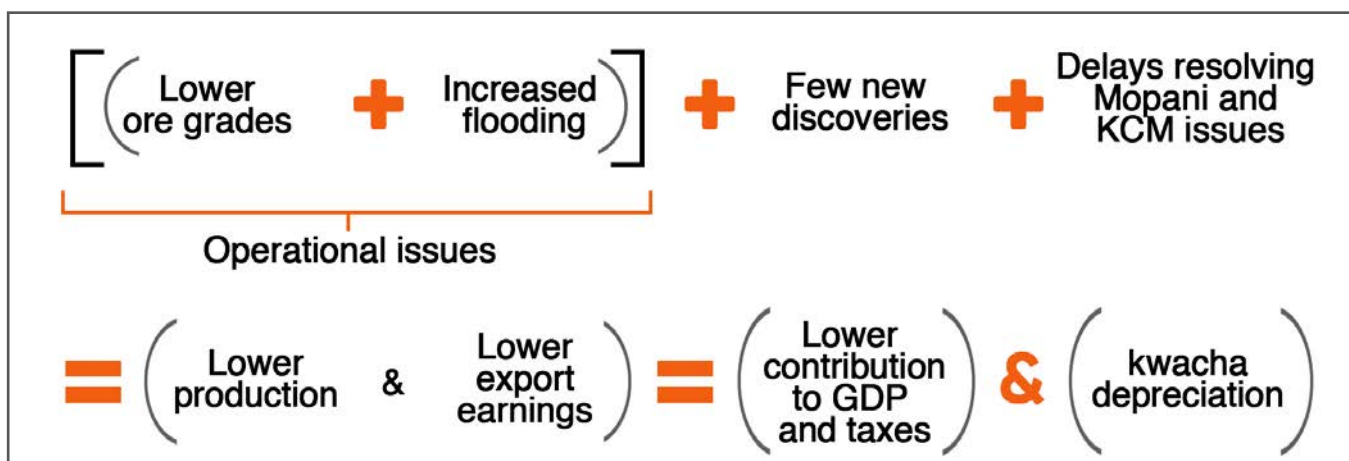 [(Lower ore grades + Increased flooding)] + Few new discoveries + Delays resolving Mopani and KCM issues
Operational issues
= (Lower production & Lower export earnings) = (Lower contribution to GDP and taxes) & (kwacha depreciation)